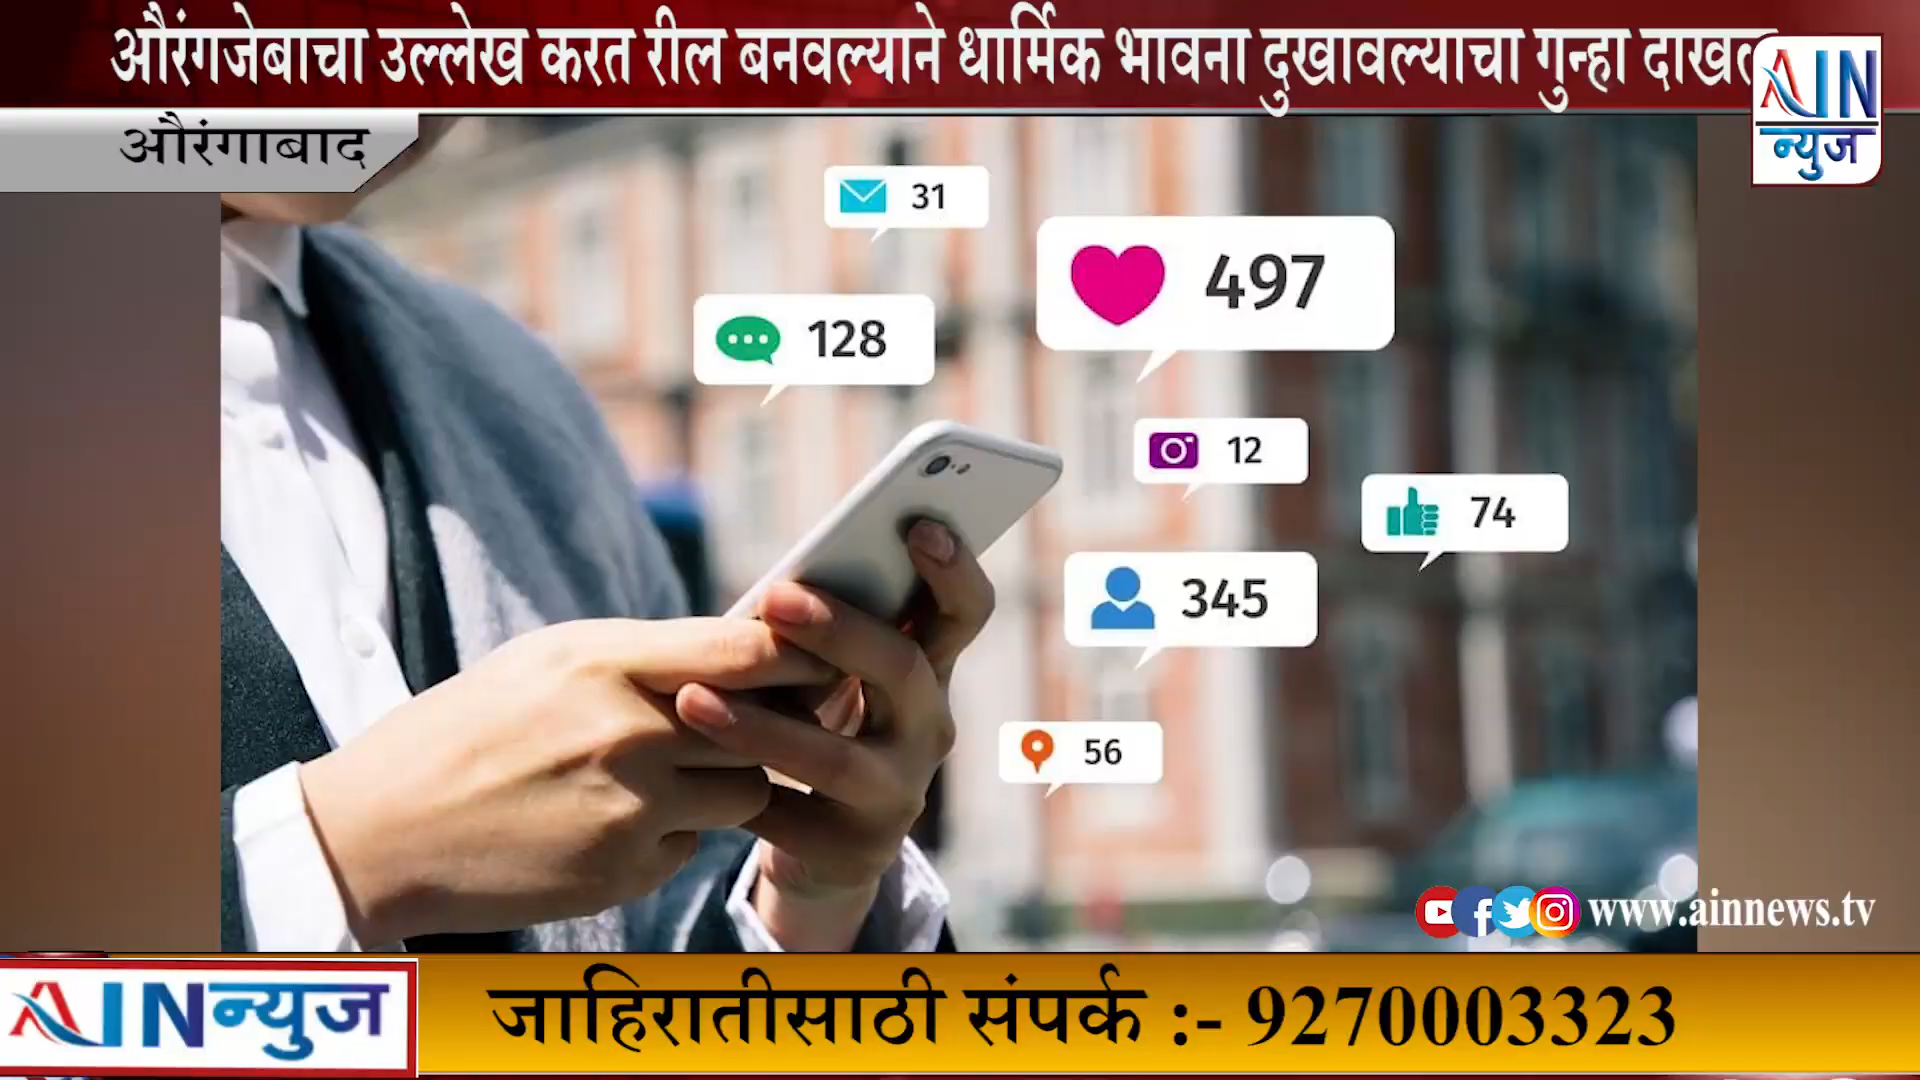 औरंगजेबाचा उल्लेख करत रील बनवल्याने धार्मिक भावना दुखावल्याचा गुन्हा दाखल
AIN
न्युज
औरंगाबाद
31
497
128
12
74
345
56
www.ainnews.tv
AIN न्युज
जाहिरातीसाठी संपर्क :- 9270003323